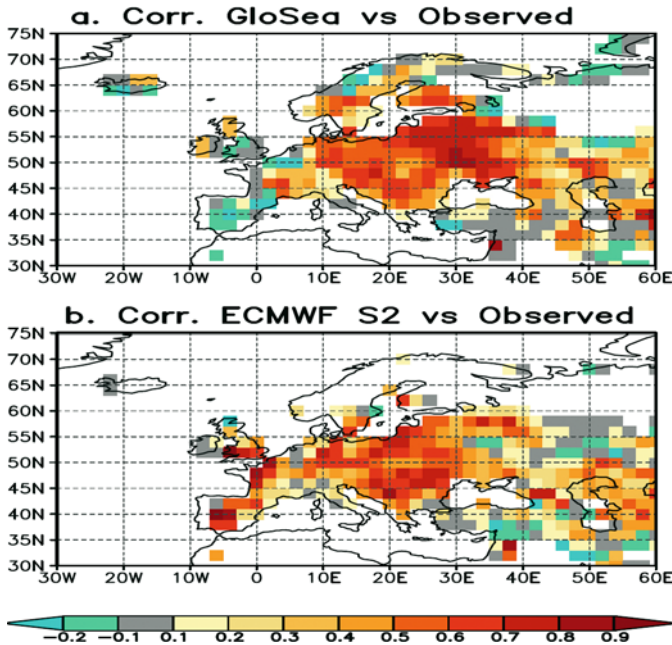 a. Corr. GloSea vs Observed
75N
70N
65N
60N
55N
50N
45N
40N
35N
30N
30W 20W 10W 0 10E 20E 30E 40E 50E 60E
b. Corr. ECMWF S2 vs Observed
75N
70N
65N
60N
55N
50N
45N
40N
35N
30N
30W 20W 10W 0 10E 20E 30E 40E 50E 60E
-0.2 -0.1 0.1 0.2 0.3 0.4 0.5 0.6 0.7 0.8 0.9